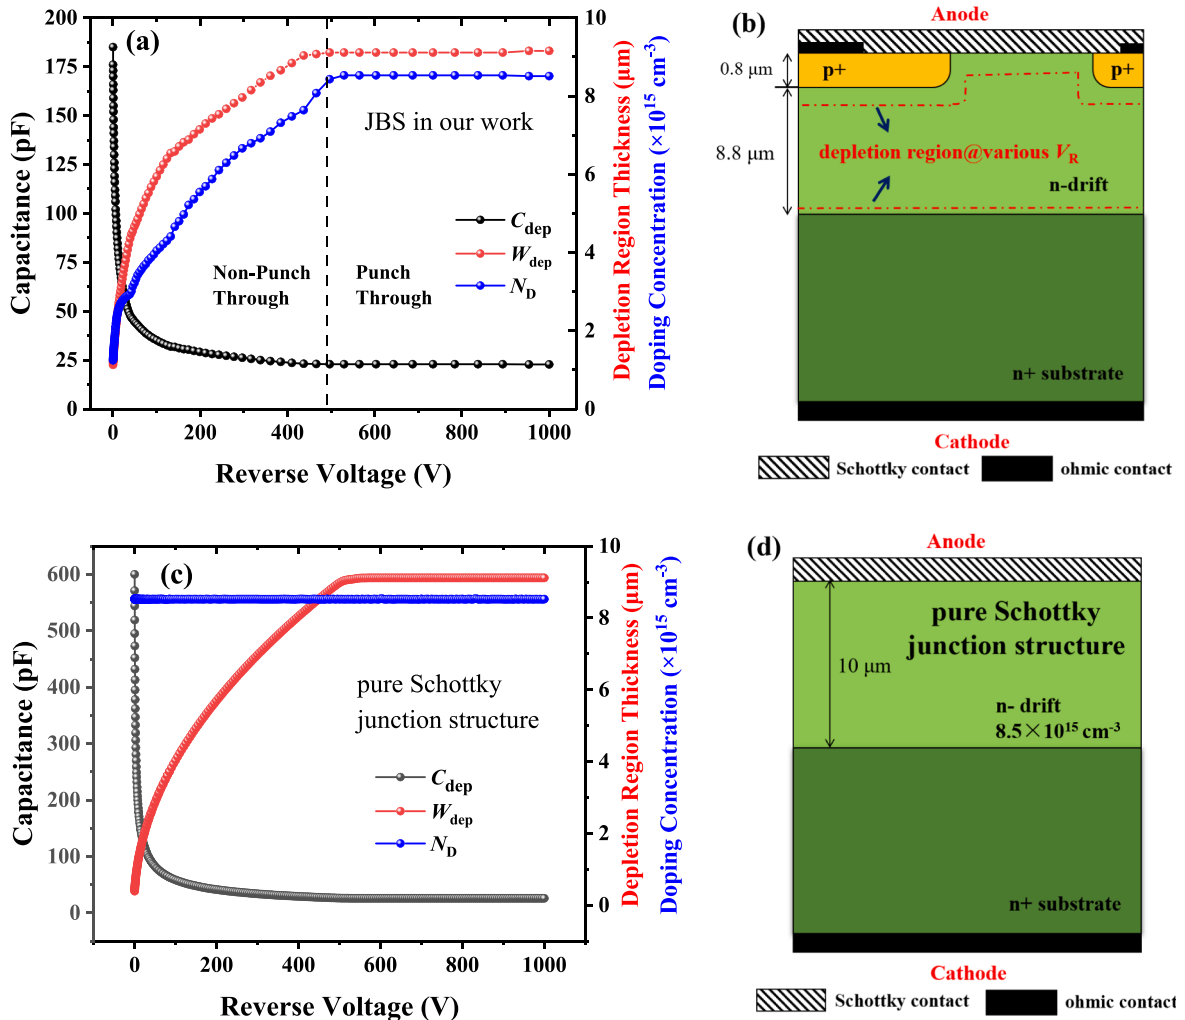 (a)
200
175
150
125
100
75
50
25
0
Capacitance (pF)
0
200
400
600
800
1000
Reverse Voltage (V)
10
8
6
4
2
0
Depletion Region Thickness (μm)
Doping Concentration (×10¹⁵ cm⁻³)
JBS in our work
C_dep
W_dep
N_D
Non-Punch
Through
Punch
Through
(b)
Anode
0.8 μm
p+
p+
8.8 μm
depletion region@various V_R
n-drift
n+ substrate
Cathode
Schottky contact
ohmic contact
(c)
600
500
400
300
200
100
0
Capacitance (pF)
0
200
400
600
800
1000
Reverse Voltage (V)
10
8
6
4
2
0
Depletion Region Thickness (μm)
Doping Concentration (×10¹⁵ cm⁻³)
pure Schottky
junction structure
C_dep
W_dep
N_D
(d)
Anode
pure Schottky
junction structure
10 μm
n- drift
8.5×10¹⁵ cm⁻³
n+ substrate
Cathode
Schottky contact
ohmic contact